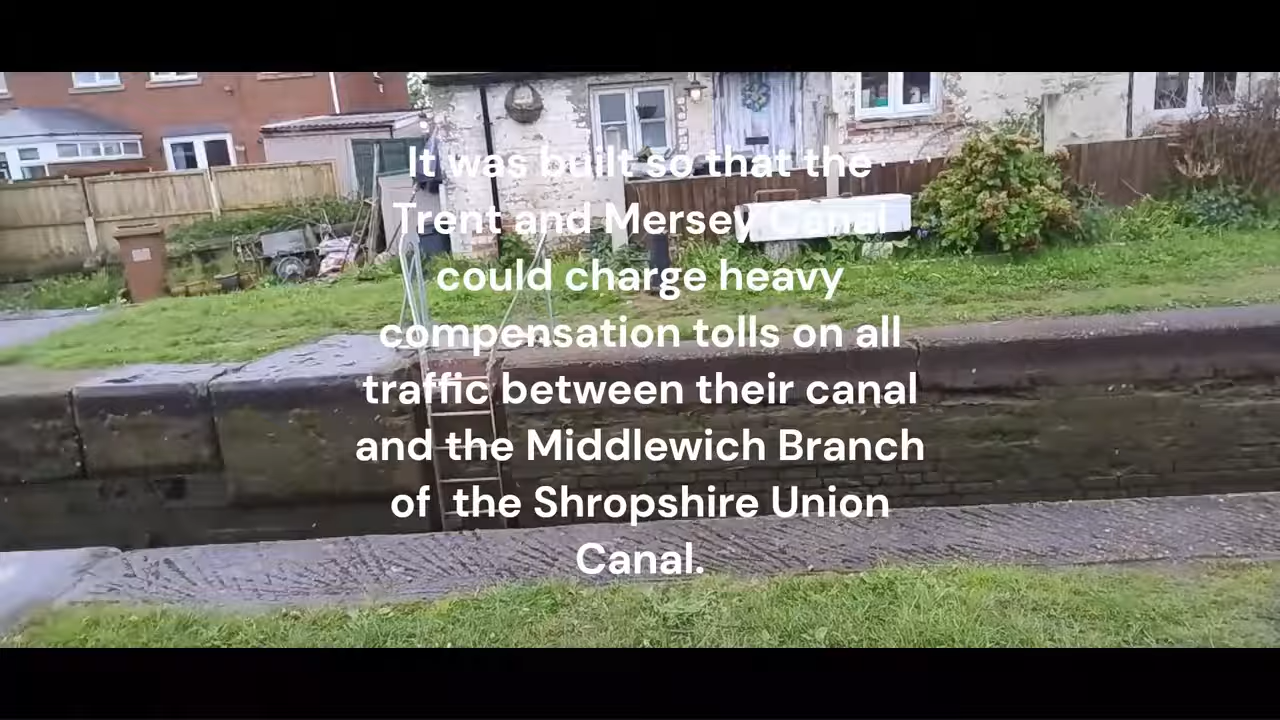 It was built so that the
Trent and Mersey Canal
could charge heavy
compensation tolls on all
traffic between their canal
and the Middlewich Branch
of  the Shropshire Union
Canal.